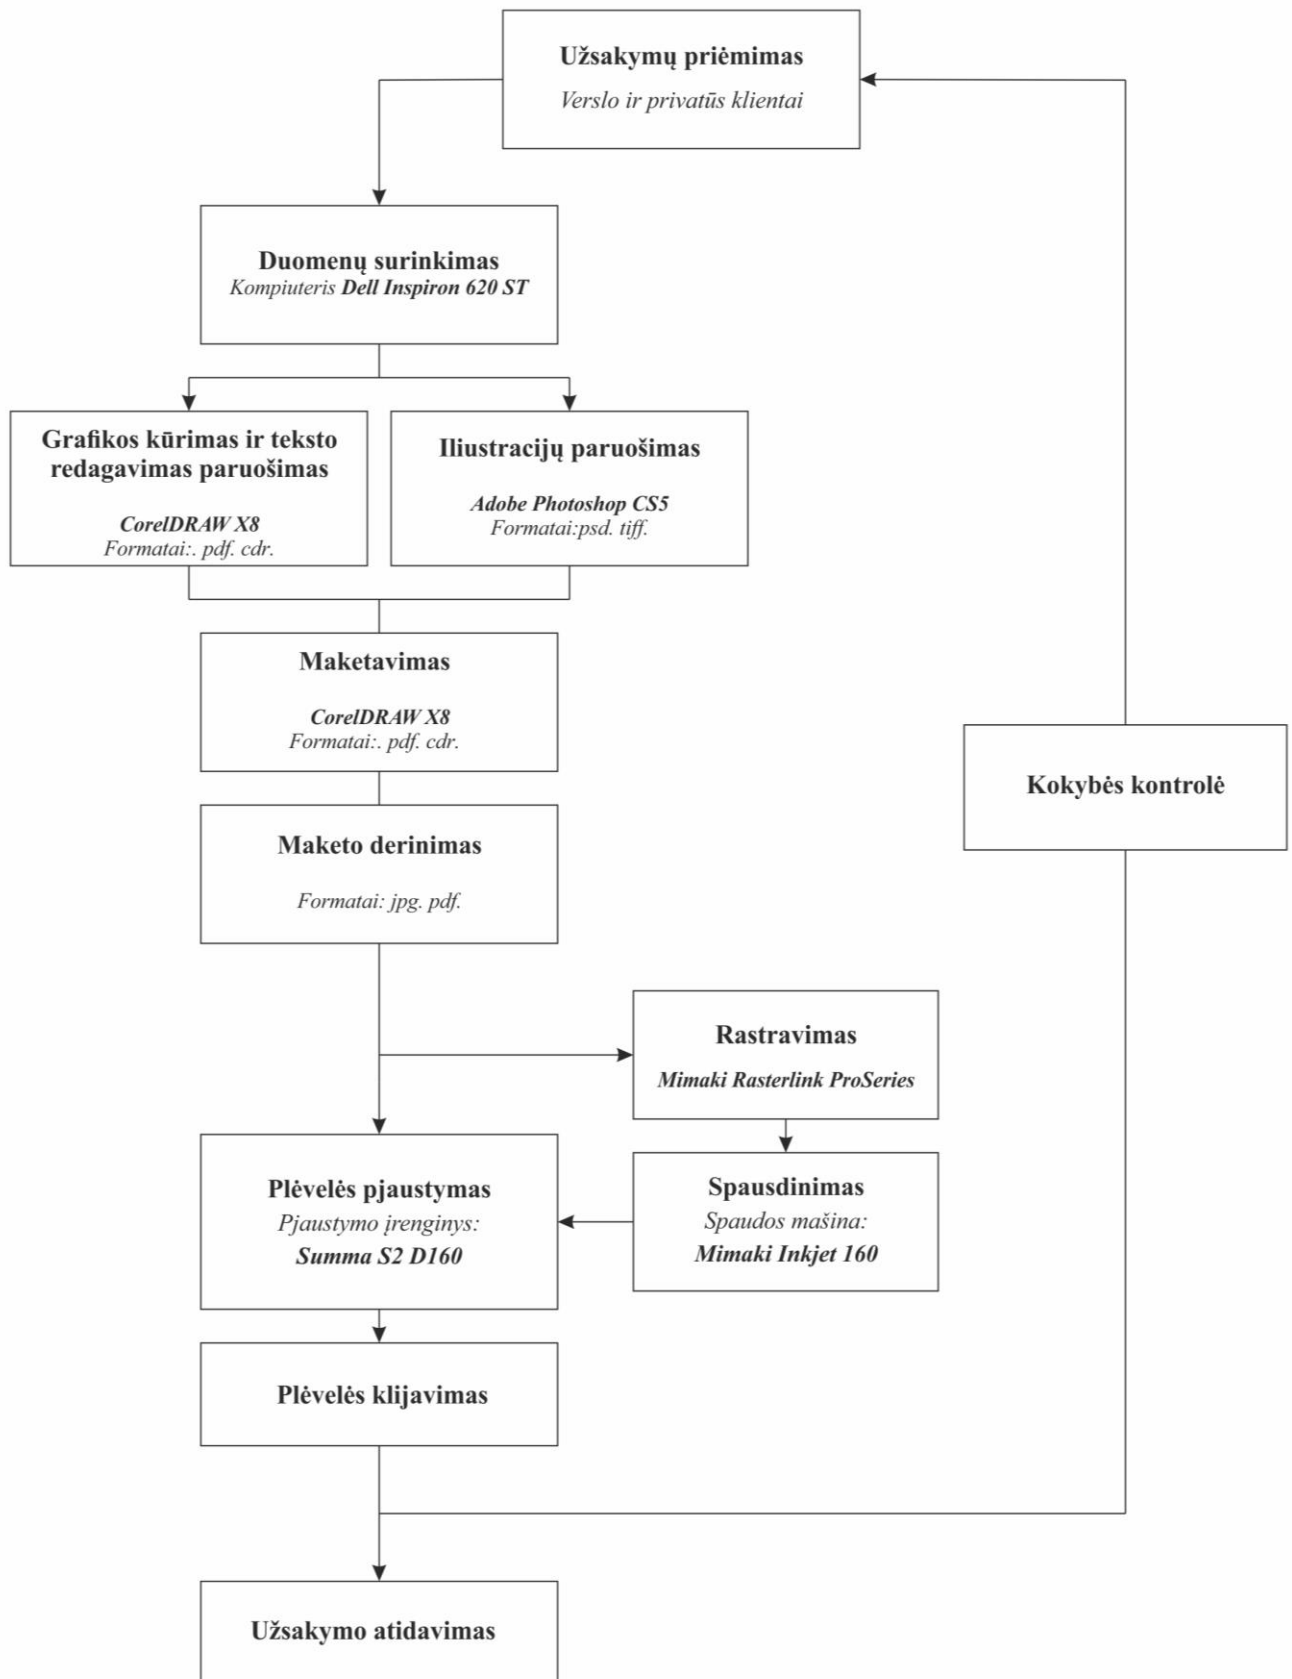 Užsakymų priėmimas
Verslo ir privatūs klientai
Duomenų surinkimas
Kompiuteris Dell Inspiron 620 ST
Grafikos kūrimas ir teksto
redagavimas paruošimas
CorelDRAW X8
Formatai:. pdf. cdr.
Iliustracijų paruošimas
Adobe Photoshop CS5
Formatai:psd. tiff.
Maketavimas
CorelDRAW X8
Formatai:. pdf. cdr.
Kokybės kontrolė
Maketo derinimas
Formatai: jpg. pdf.
Rastravimas
Mimaki Rasterlink ProSeries
Plėvelės pjaustymas
Pjaustymo įrenginys:
Summa S2 D160
Spausdinimas
Spaudos mašina:
Mimaki Inkjet 160
Plėvelės klijavimas
Užsakymo atidavimas